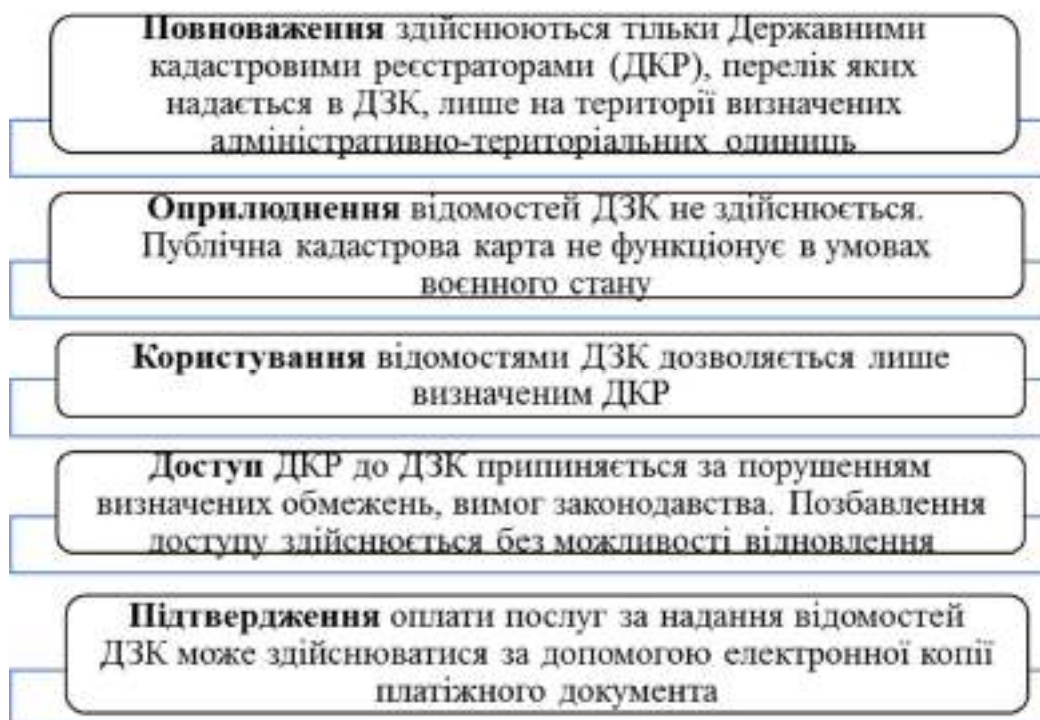 Повноваження здійснюються тільки Державними
кадастровими реєстраторами (ДКР), перелік яких
надається в ДЗК, лише на території визначених
адміністративно-територіальних одиниць
Оприлюднення відомостей ДЗК не здійснюється.
Публічна кадастрова карта не функціонує в умовах
воєнного стану
Користування відомостями ДЗК дозволяється лише
визначеним ДКР
Доступ ДКР до ДЗК припиняється за порушенням
визначених обмежень, вимог законодавства. Позбавлення
доступу здійснюється без можливості відновлення
Підтвердження оплати послуг за надання відомостей
ДЗК може здійснюватися за допомогою електронної копії
платіжного документа